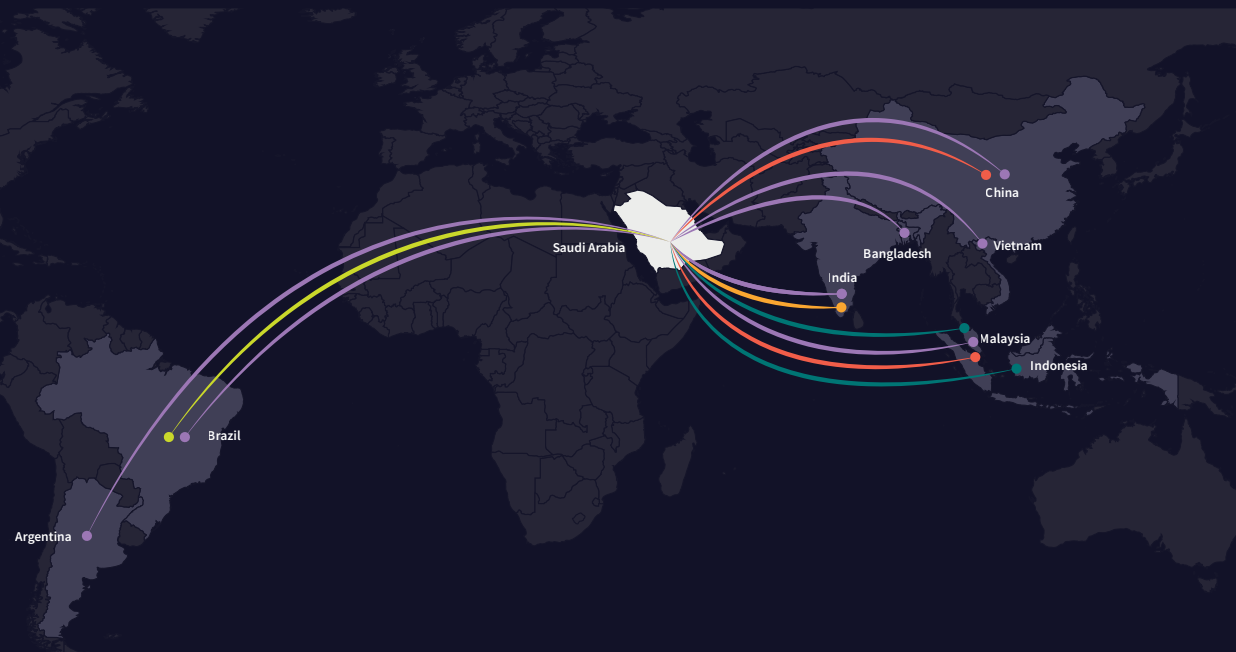 China
Vietnam
Saudi Arabia
Bangladesh
India
Malaysia
Indonesia
Brazil
Argentina